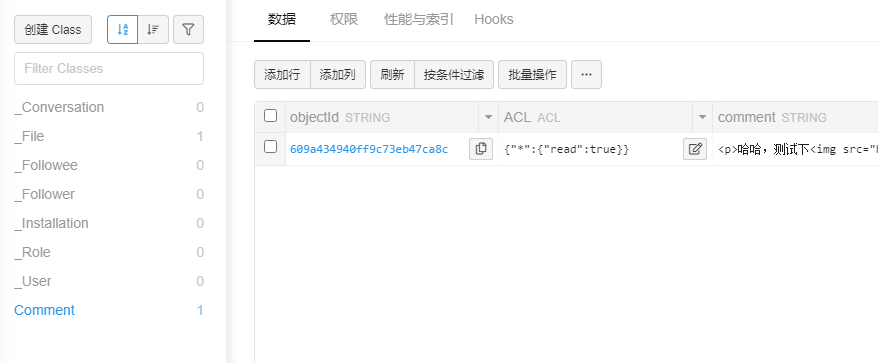 创建 Class
Filter Classes
_Conversation 0
_File 1
_Followee 0
_Follower 0
_Installation 0
_Role 0
_User 0
Comment 1
数据 权限 性能与索引 Hooks
添加行 添加列 刷新 按条件过滤 批量操作 ···
objectId STRING ACL ACL comment STRING
609a434940ff9c73eb47ca8c {"*":{"read":true}} <p>哈哈，测试下<img src="